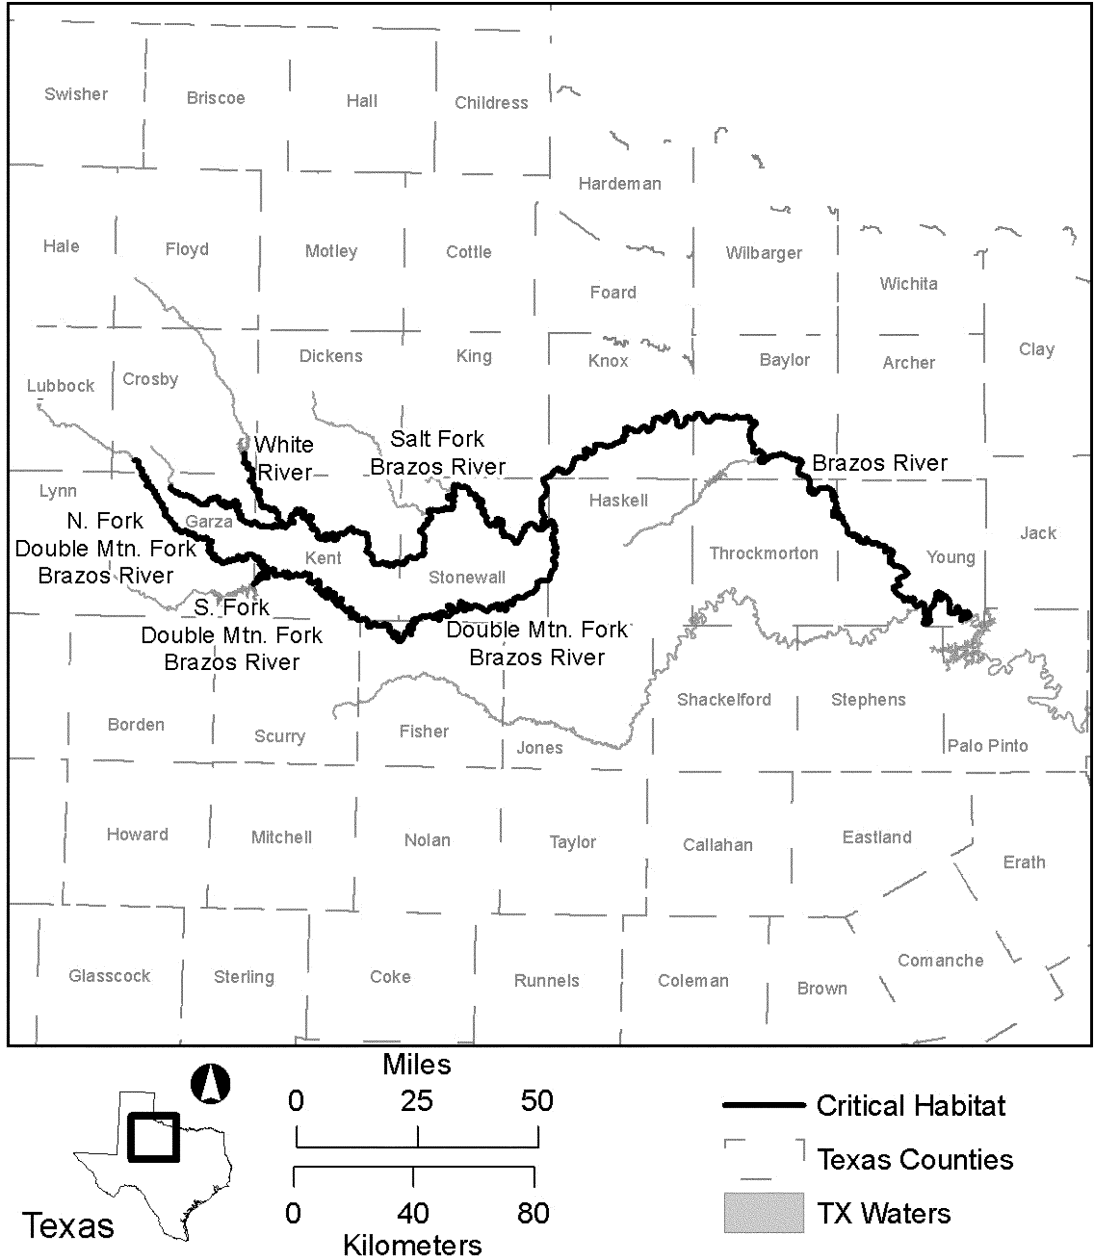 Swisher
Briscoe
Hall
Childress
Hardeman
Hale
Floyd
Motley
Cottle
Wilbarger
Foard
Wichita
Dickens
King
Knox
Baylor
Archer
Clay
Lubbock
Crosby
White
River
Salt Fork
Brazos River
Brazos River
Lynn
Garza
Haskell
N. Fork
Double Mtn. Fork
Brazos River
Kent
Stonewall
Throckmorton
Young
Jack
S. Fork
Double Mtn. Fork
Brazos River
Double Mtn. Fork
Brazos River
Borden
Scurry
Fisher
Jones
Shackelford
Stephens
Palo Pinto
Howard
Mitchell
Nolan
Taylor
Callahan
Eastland
Erath
Glasscock
Sterling
Coke
Runnels
Coleman
Brown
Comanche
Texas
Miles
0 25 50
0 40 80
Kilometers
Critical Habitat
Texas Counties
TX Waters